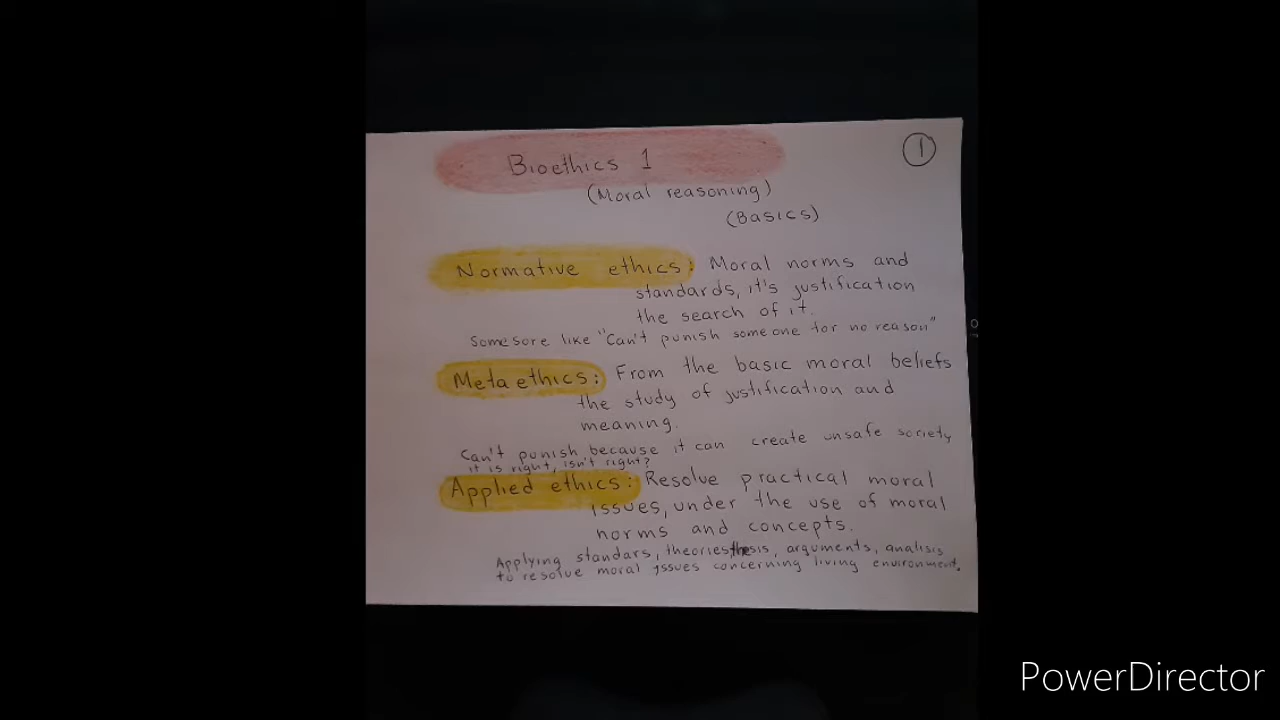 Bioethics 1
1
(Moral reasoning)
(Basics)
Normative ethics: Moral norms and
standards, it's justification
the search of it.
Somesore like "Can't punish someone for no reason"
Meta ethics: From the basic moral beliefs
the study of justification and
meaning.
Can't punish because it can create unsafe society
it is right, isn't right?
Applied ethics: Resolve practical moral
issues, under the use of moral
norms and concepts.
Applying standars, theories, thesis, arguments, analisis
to resolve moral issues concerning living environment.
PowerDirector